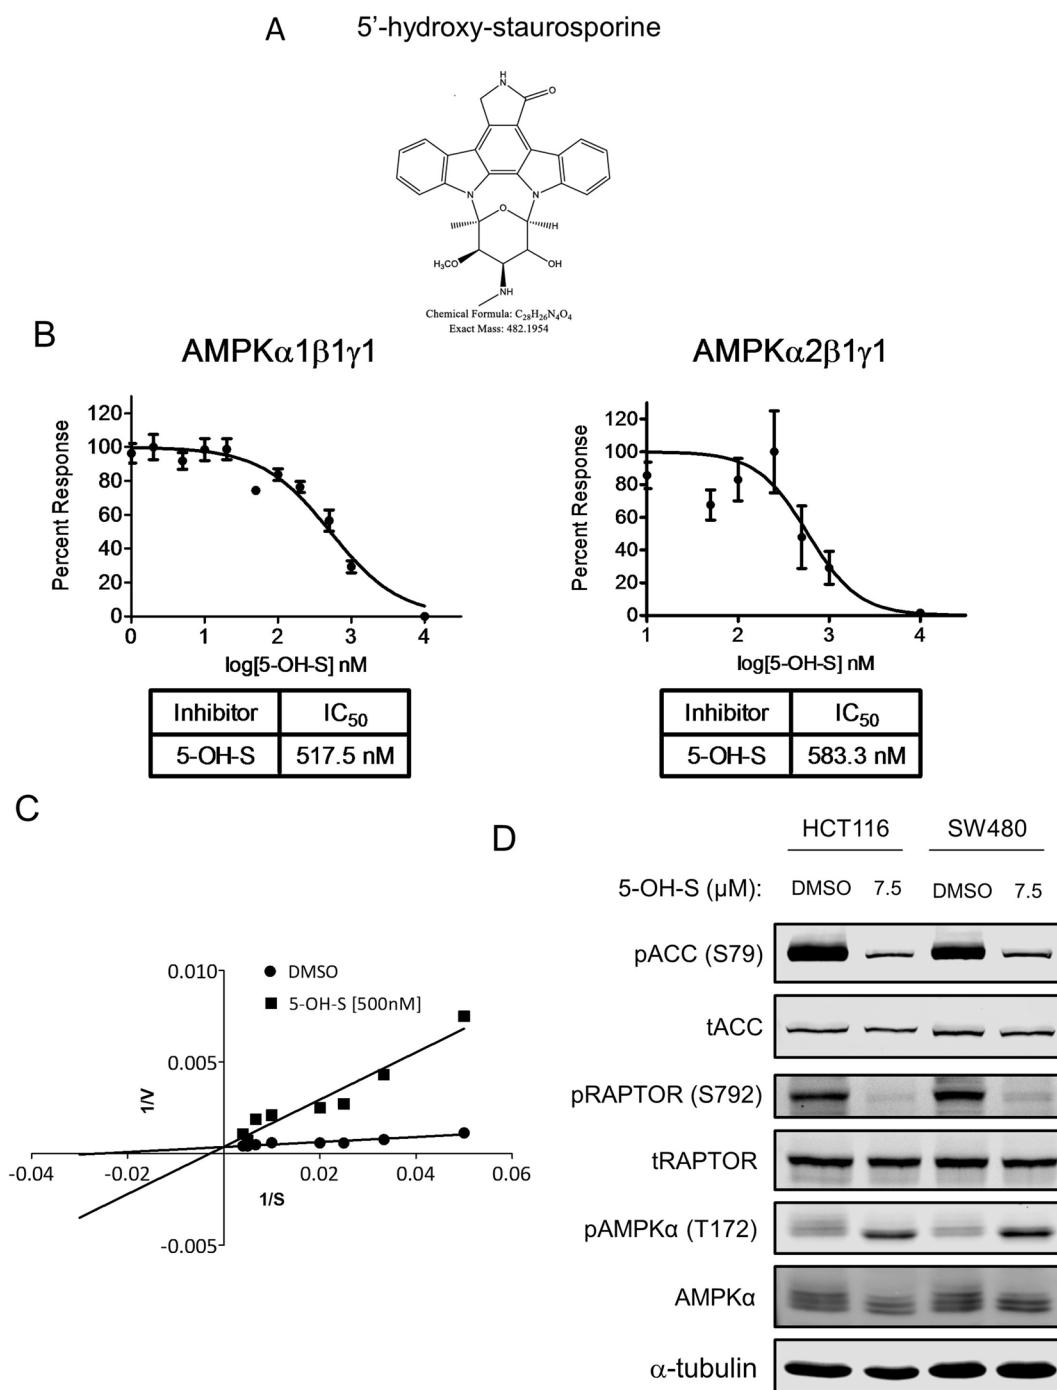 A
5'-hydroxy-staurosporine
H
N
O
N
N
O
H
H₃CO
OH
NH
Chemical Formula: C₂₈H₂₆N₄O₄
Exact Mass: 482.1954
B
AMPKα1β1γ1
AMPKα2β1γ1
Percent Response
120
100
80
60
40
20
0
0 1 2 3 4
log[5-OH-S] nM
Inhibitor IC₅₀
5-OH-S 517.5 nM
Percent Response
120
100
80
60
40
20
0
1 2 3 4
log[5-OH-S] nM
Inhibitor IC₅₀
5-OH-S 583.3 nM
C
1/V
0.010
0.005
-0.005
-0.04 -0.02 0.02 0.04 0.06
1/S
DMSO
5-OH-S [500nM]
D
HCT116 SW480
5-OH-S (μM): DMSO 7.5 DMSO 7.5
pACC (S79)
tACC
pRAPTOR (S792)
tRAPTOR
pAMPKα (T172)
AMPKα
α-tubulin